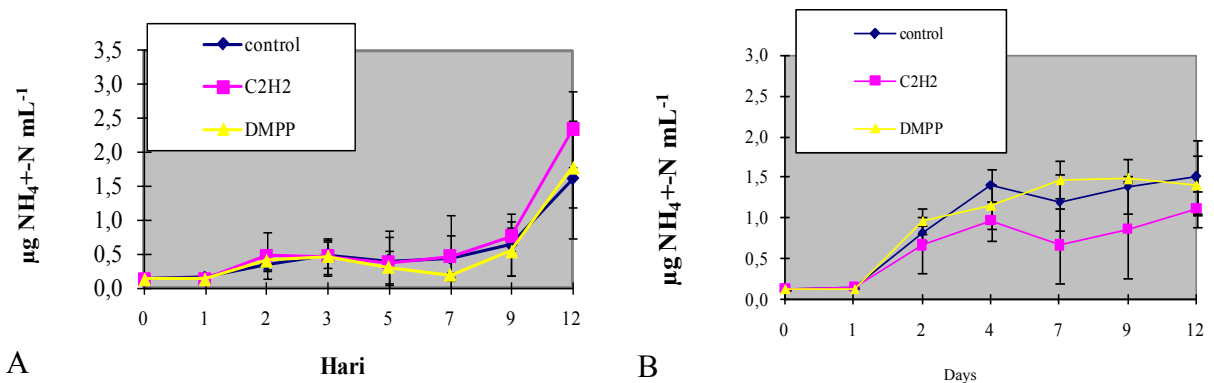 control
C2H2
DMPP
3,5
3,0
2,5
2,0
1,5
1,0
0,5
0,0
µg NH₄+-N mL⁻¹
0 1 2 3 5 7 9 12
Hari
A
control
C2H2
DMPP
3,0
2,5
2,0
1,5
1,0
0,5
0,0
µg NH₄+-N mL⁻¹
0 1 2 4 7 9 12
Days
B